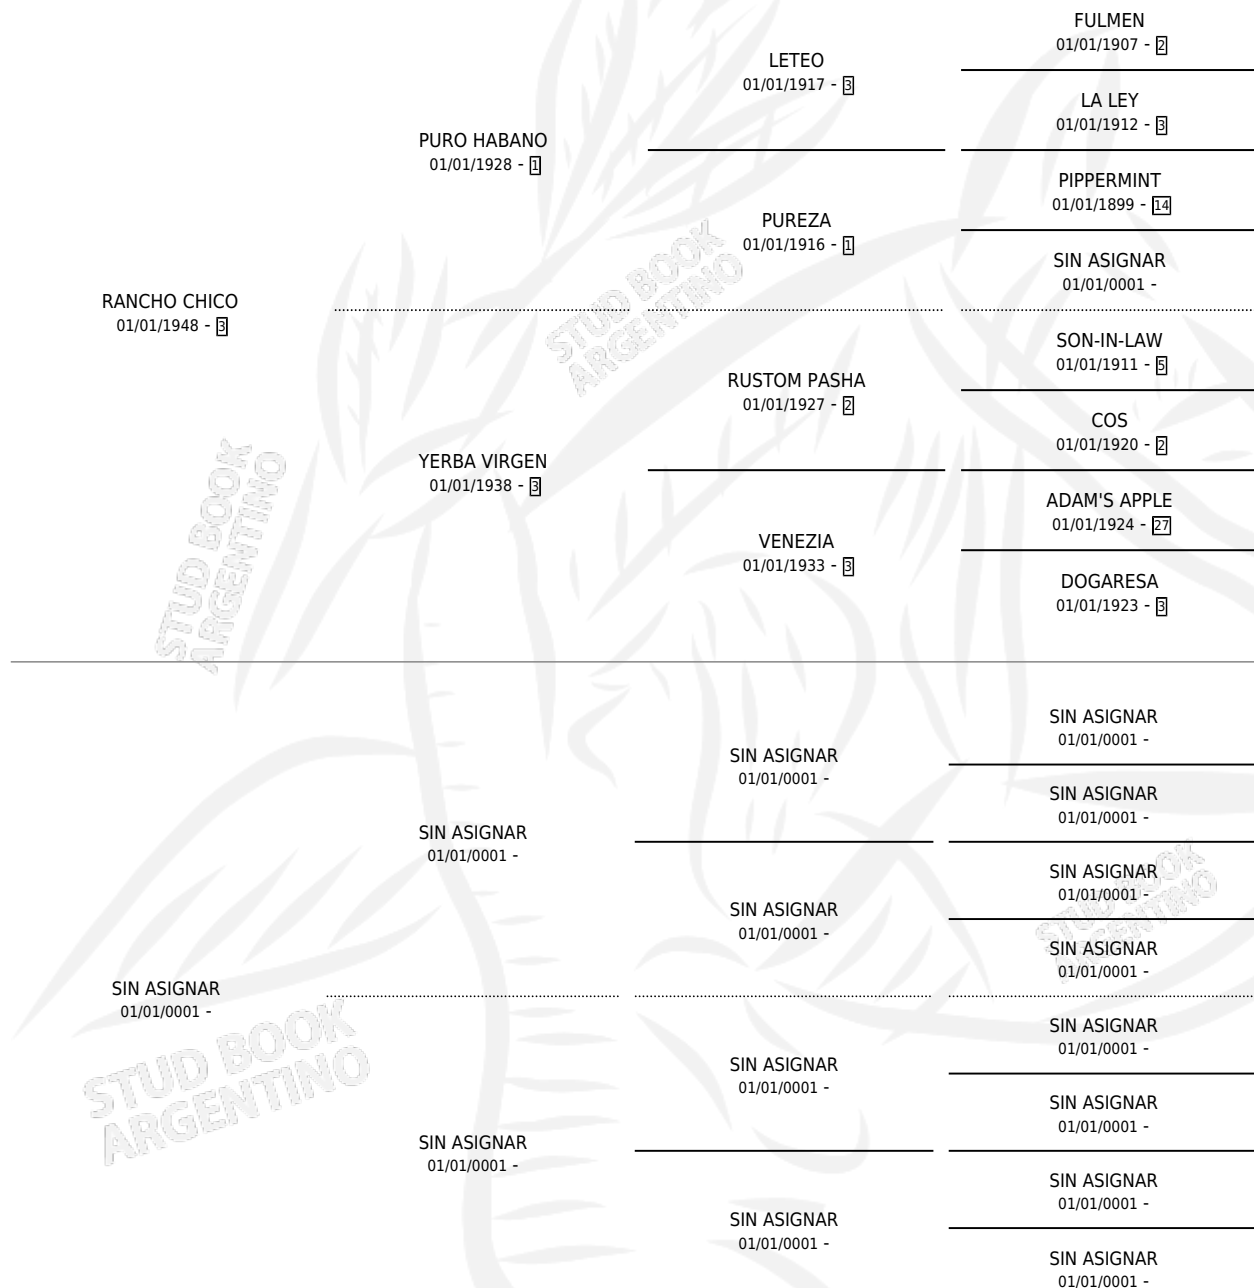 FULMEN
01/01/1907 - 2
LETEO
01/01/1917 - 3
LA LEY
01/01/1912 - 3
PURO HABANO
01/01/1928 - 1
PIPPERMINT
01/01/1899 - 14
PUREZA
01/01/1916 - 1
SIN ASIGNAR
01/01/0001 -
RANCHO CHICO
01/01/1948 - 3
SON-IN-LAW
01/01/1911 - 5
RUSTOM PASHA
01/01/1927 - 2
COS
01/01/1920 - 2
YERBA VIRGEN
01/01/1938 - 3
ADAM'S APPLE
01/01/1924 - 27
VENEZIA
01/01/1933 - 3
DOGARESA
01/01/1923 - 3
STUD BOOK
ARGENTINO
STUD BOOK
ARGENTINO
SIN ASIGNAR
01/01/0001 -
SIN ASIGNAR
01/01/0001 -
SIN ASIGNAR
01/01/0001 -
SIN ASIGNAR
01/01/0001 -
SIN ASIGNAR
01/01/0001 -
SIN ASIGNAR
01/01/0001 -
SIN ASIGNAR
01/01/0001 -
SIN ASIGNAR
01/01/0001 -
SIN ASIGNAR
01/01/0001 -
SIN ASIGNAR
01/01/0001 -
SIN ASIGNAR
01/01/0001 -
SIN ASIGNAR
01/01/0001 -
SIN ASIGNAR
01/01/0001 -
SIN ASIGNAR
01/01/0001 -
SIN ASIGNAR
01/01/0001 -
STUD BOOK
ARGENTINO
STUD BOOK
ARGENTINO